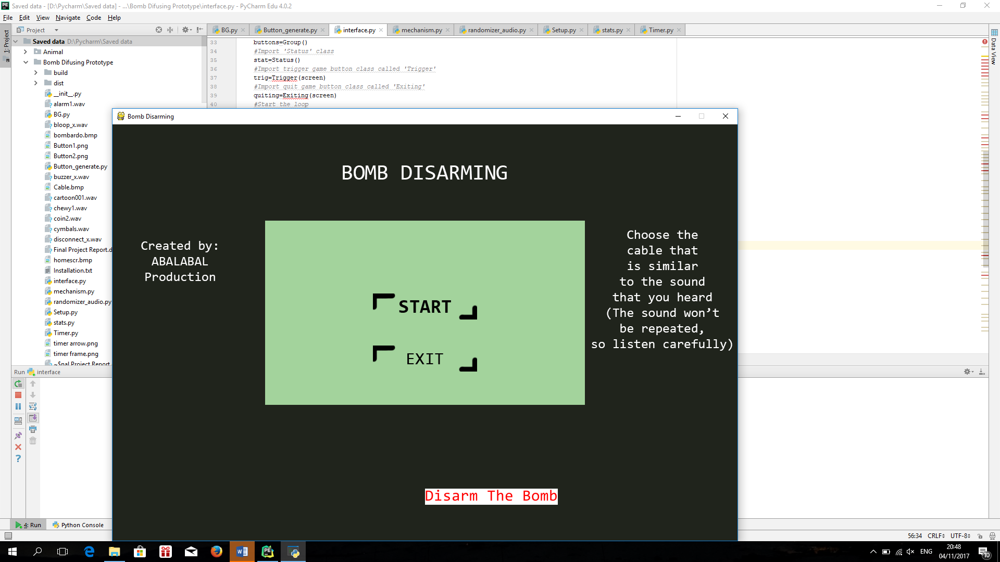 Saved data - [D:\Pycharm\Saved data] - ...\Bomb Difusing Prototype\interface.py - PyCharm Edu 4.0.2
File Edit View Navigate Code Help
Project
BG.py Button_generate.py interface.py mechanism.py randomizer_audio.py Setup.py stats.py Timer.py
1: Project
Data View
Saved data D:\Pycharm\Saved data
Animal
Bomb Difusing Prototype
build
dist
__init__.py
alarm1.wav
BG.py
bloop_x.wav
bombardo.bmp
Button1.png
Button2.png
Button_generate.py
buzzer_x.wav
Cable.bmp
cartoon001.wav
chewy1.wav
coin2.wav
cymbals.wav
disconnect_x.wav
Final Project Report.d
homescr.bmp
Installation.txt
interface.py
mechanism.py
randomizer_audio.py
Setup.py
stats.py
Timer.py
timer arrow.png
timer frame.png
~$nal Project Report
33 buttons=Group()
34 #Import 'Status' class
35 stat=Status()
36 #Import trigger game button class called 'Trigger'
37 trig=Trigger(screen)
38 #Import quit game button class called 'Exiting'
39 quiting=Exiting(screen)
40 #Start the loop
Bomb Disarming
BOMB DISARMING
Created by:
ABALABAL
Production
START
EXIT
Choose the
cable that
is similar
to the sound
that you heard
(The sound won’t
be repeated,
so listen carefully)
Disarm The Bomb
Run interface
4: Run Python Console
56:34 CRLF UTF-8
ENG
20:48
04/11/2017
10